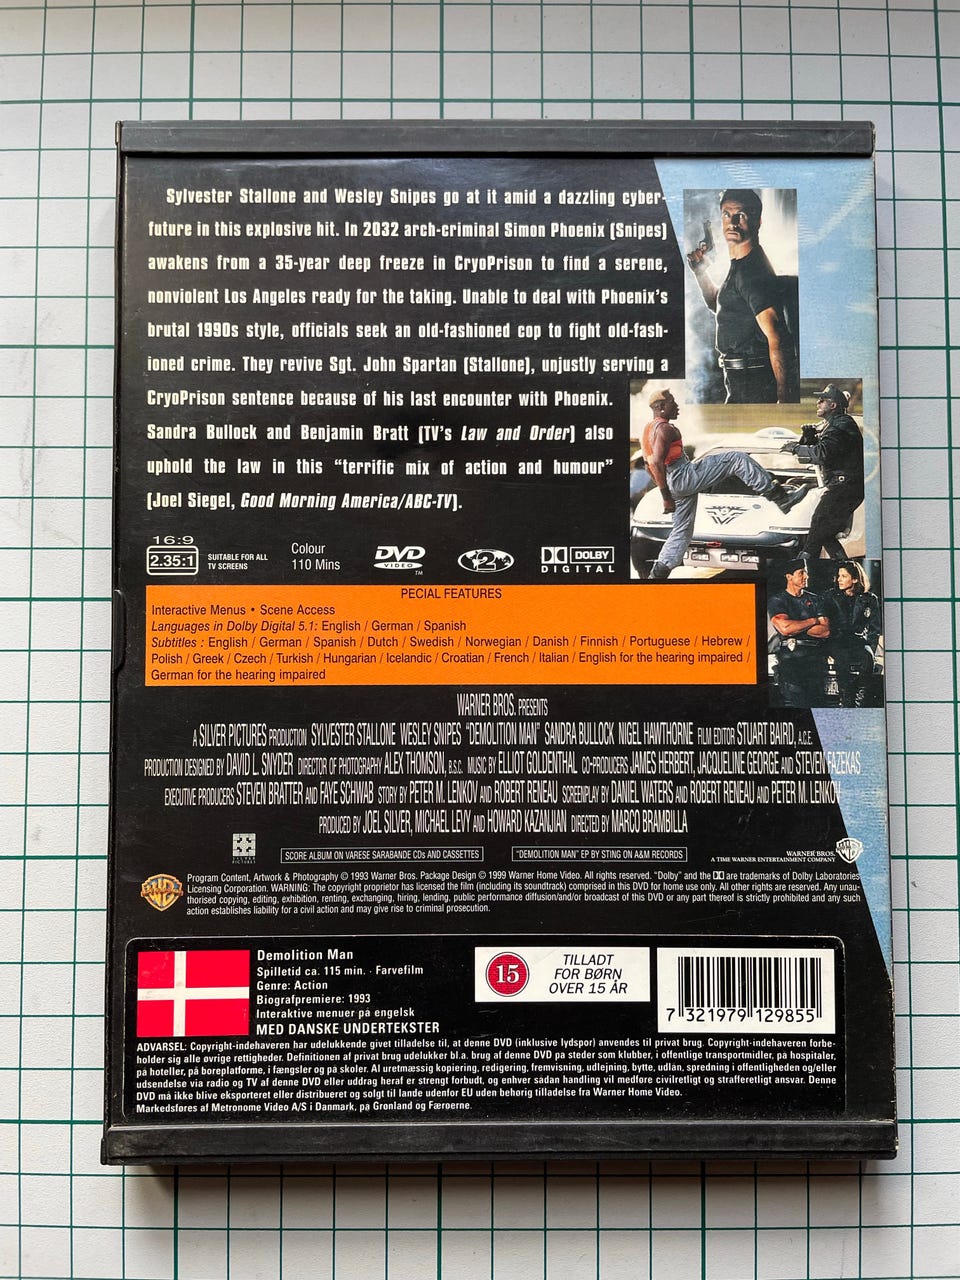 Sylvester Stallone and Wesley Snipes go at it amid a dazzling cyber-
future in this explosive hit. In 2032 arch-criminal Simon Phoenix (Snipes)
awakens from a 35-year deep freeze in CryoPrison to find a serene,
nonviolent Los Angeles ready for the taking. Unable to deal with Phoenix's
brutal 1990s style, officials seek an old-fashioned cop to fight old-fash-
ioned crime. They revive Sgt. John Spartan (Stallone), unjustly serving a
CryoPrison sentence because of his last encounter with Phoenix.
Sandra Bullock and Benjamin Bratt (TV's Law and Order) also
uphold the law in this “terrific mix of action and humour”
(Joel Siegel, Good Morning America/ABC-TV).
16:9
2.35:1
SUITABLE FOR ALL
TV SCREENS
Colour
110 Mins
DVD
VIDEO
TM
2
DOLBY
DIGITAL
PECIAL FEATURES
Interactive Menus • Scene Access
Languages in Dolby Digital 5.1: English / German / Spanish
Subtitles : English / German / Spanish / Dutch / Swedish / Norwegian / Danish / Finnish / Portuguese / Hebrew /
Polish / Greek / Czech / Turkish / Hungarian / Icelandic / Croatian / French / Italian / English for the hearing impaired /
German for the hearing impaired
WARNER BROS. PRESENTS
A SILVER PICTURES PRODUCTION SYLVESTER STALLONE WESLEY SNIPES “DEMOLITION MAN” SANDRA BULLOCK NIGEL HAWTHORNE FILM EDITOR STUART BAIRD, A.C.E.
PRODUCTION DESIGNED BY DAVID L. SNYDER DIRECTOR OF PHOTOGRAPHY ALEX THOMSON, B.S.C. MUSIC BY ELLIOT GOLDENTHAL CO-PRODUCERS JAMES HERBERT, JACQUELINE GEORGE AND STEVEN FAZEKAS
EXECUTIVE PRODUCERS STEVEN BRATTER AND FAYE SCHWAB STORY BY PETER M. LENKOV AND ROBERT RENEAU SCREENPLAY BY DANIEL WATERS AND ROBERT RENEAU AND PETER M. LENKOV
PRODUCED BY JOEL SILVER, MICHAEL LEVY AND HOWARD KAZANJIAN DIRECTED BY MARCO BRAMBILLA
SILVER
PICTURES
SCORE ALBUM ON VARESE SARABANDE CDs AND CASSETTES
“DEMOLITION MAN” EP BY STING ON A&M RECORDS
WARNER BROS.
A TIME WARNER ENTERTAINMENT COMPANY
Program Content, Artwork & Photography © 1993 Warner Bros. Package Design © 1999 Warner Home Video. All rights reserved. “Dolby” and the DD are trademarks of Dolby Laboratories
Licensing Corporation. WARNING: The copyright proprietor has licensed the film (including its soundtrack) comprised in this DVD for home use only. All other rights are reserved. Any unau-
thorised copying, editing, exhibition, renting, exchanging, hiring, lending, public performance diffusion/and/or broadcast of this DVD or any part thereof is strictly prohibited and any such
action establishes liability for a civil action and may give rise to criminal prosecution.
Demolition Man
Spilletid ca. 115 min. · Farvefilm
Genre: Action
Biografpremiere: 1993
Interaktive menuer på engelsk
MED DANSKE UNDERTEKSTER
15
TILLADT
FOR BØRN
OVER 15 ÅR
7 321979 129855
ADVARSEL: Copyright-indehaveren har udelukkende givet tilladelse til, at denne DVD (inklusive lydspor) anvendes til privat brug. Copyright-indehaveren forbe-
holder sig alle øvrige rettigheder. Definitionen af privat brug udelukker bl.a. brug af denne DVD på steder som klubber, i offentlige transportmidler, på hospitaler,
på hoteller, på boreplatforme, i fængsler og på skoler. Al uretmæssig kopiering, redigering, fremvisning, udlejning, bytte, udlån, spredning i offentligheden og/eller
udsendelse via radio og TV af denne DVD eller uddrag heraf er strengt forbudt, og enhver sådan handling vil medføre civilretligt og strafferetligt ansvar. Denne
DVD må ikke blive eksporteret eller distribueret og solgt til lande udenfor EU uden behørig tilladelse fra Warner Home Video.
Markedsføres af Metronome Video A/S i Danmark, på Grønland og Færøerne.